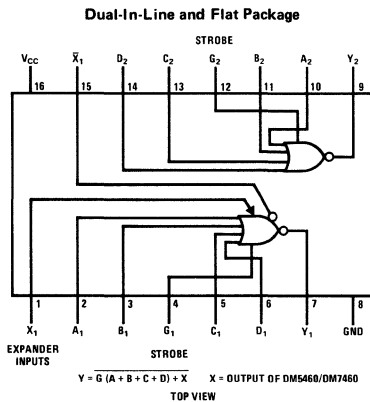 Dual-In-Line and Flat Package
STROBE
VCC X̅1 D2 C2 G2 B2 A2 Y2
16 15 14 13 12 11 10 9
1 2 3 4 5 6 7 8
X1 A1 B1 G1 C1 D1 Y1 GND
EXPANDER
INPUTS
STROBE
Y = G̅ ̅(̅A̅ ̅+̅ ̅B̅ ̅+̅ ̅C̅ ̅+̅ ̅D̅)̅ ̅+̅ ̅X̅ X = OUTPUT OF DM5460/DM7460
TOP VIEW